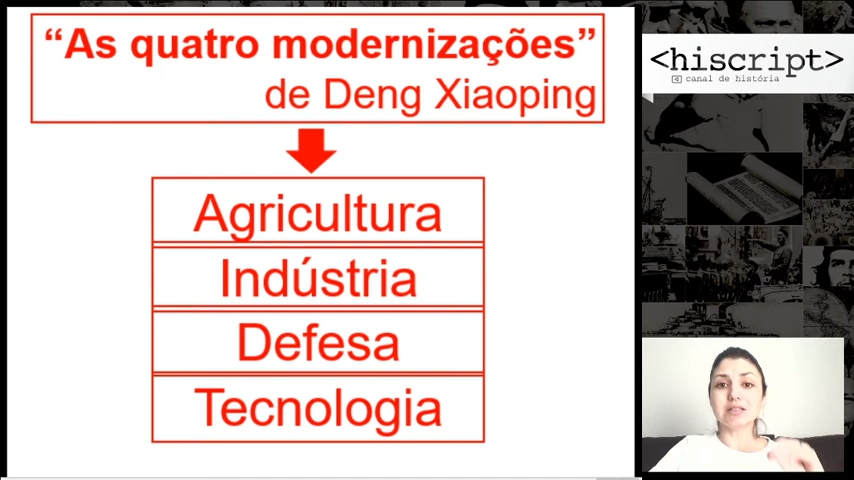 “As quatro modernizações”
de Deng Xiaoping
Agricultura
Indústria
Defesa
Tecnologia
<hiscript>
canal de história